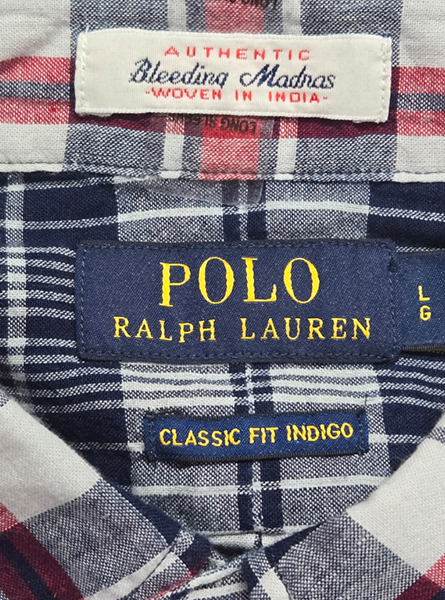 AUTHENTIC
Bleeding Madras
-WOVEN IN INDIA-
POLO
RALPH LAUREN
L
G
CLASSIC FIT INDIGO